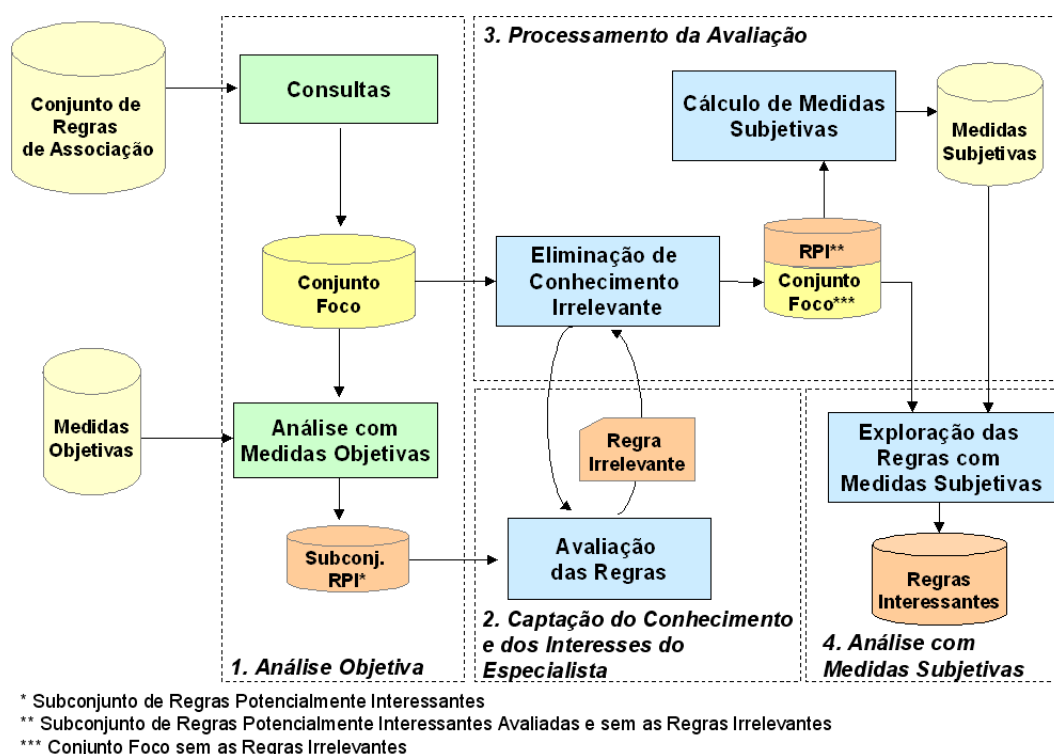 3. Processamento da Avaliação
Conjunto de
Regras
de Associação
Consultas
Cálculo de Medidas
Subjetivas
Medidas
Subjetivas
Conjunto
Foco
Eliminação de
Conhecimento
Irrelevante
RPI**
Conjunto
Foco***
Medidas
Objetivas
Análise com
Medidas Objetivas
Regra
Irrelevante
Exploração das
Regras com
Medidas Subjetivas
Subconj.
RPI*
Avaliação
das Regras
Regras
Interessantes
1. Análise Objetiva
2. Captação do Conhecimento
e dos Interesses do
Especialista
4. Análise com
Medidas Subjetivas
* Subconjunto de Regras Potencialmente Interessantes
** Subconjunto de Regras Potencialmente Interessantes Avaliadas e sem as Regras Irrelevantes
*** Conjunto Foco sem as Regras Irrelevantes